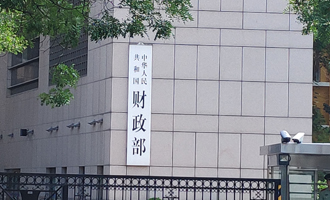 中华人民
共和国
财政部